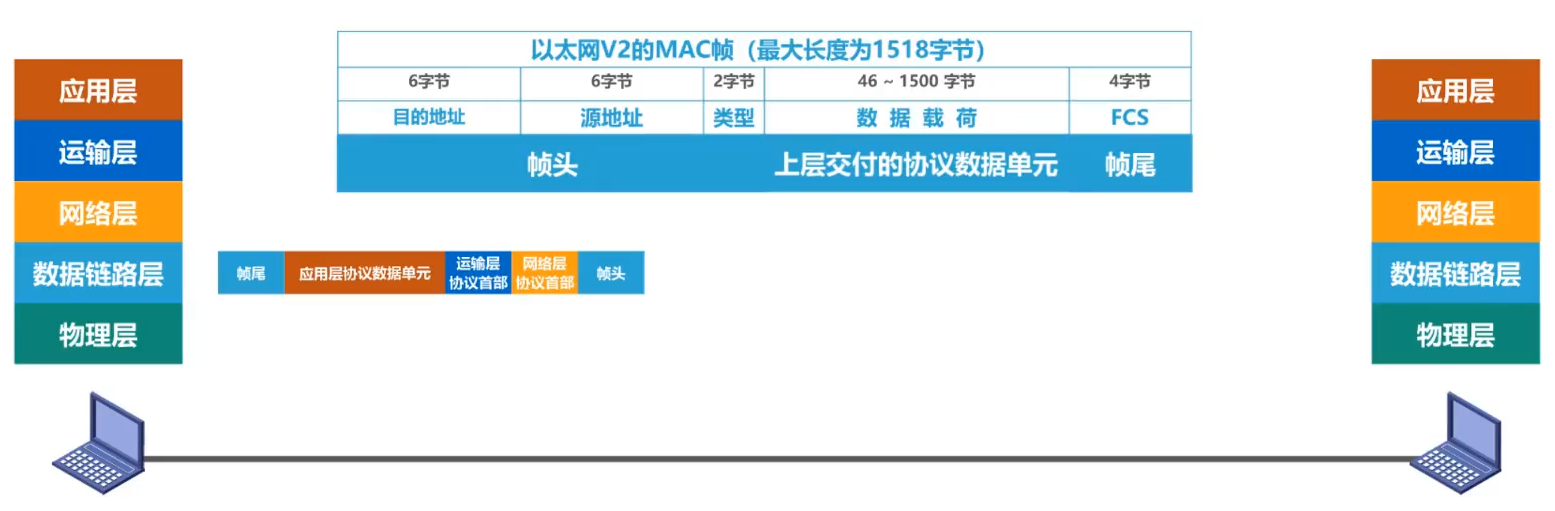 以太网V2的MAC帧（最大长度为1518字节）
6字节 6字节 2字节 46 ~ 1500 字节 4字节
目的地址 源地址 类型 数 据 载 荷 FCS
帧头 上层交付的协议数据单元 帧尾
应用层
运输层
网络层
数据链路层
物理层
帧尾 应用层协议数据单元 运输层 网络层 帧头
协议首部 协议首部
应用层
运输层
网络层
数据链路层
物理层